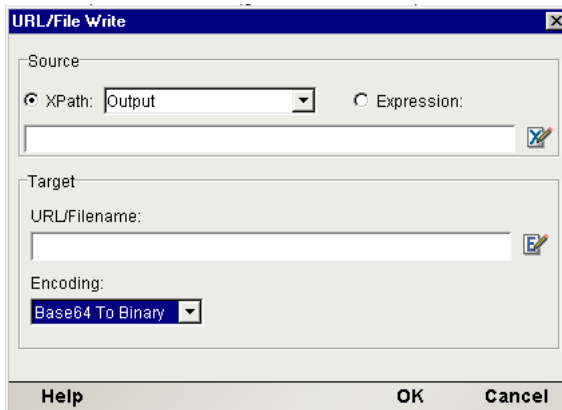 URL/File Write
Source
XPath: Output Expression:
Target
URL/Filename:
Encoding:
Base64 To Binary
Help OK Cancel